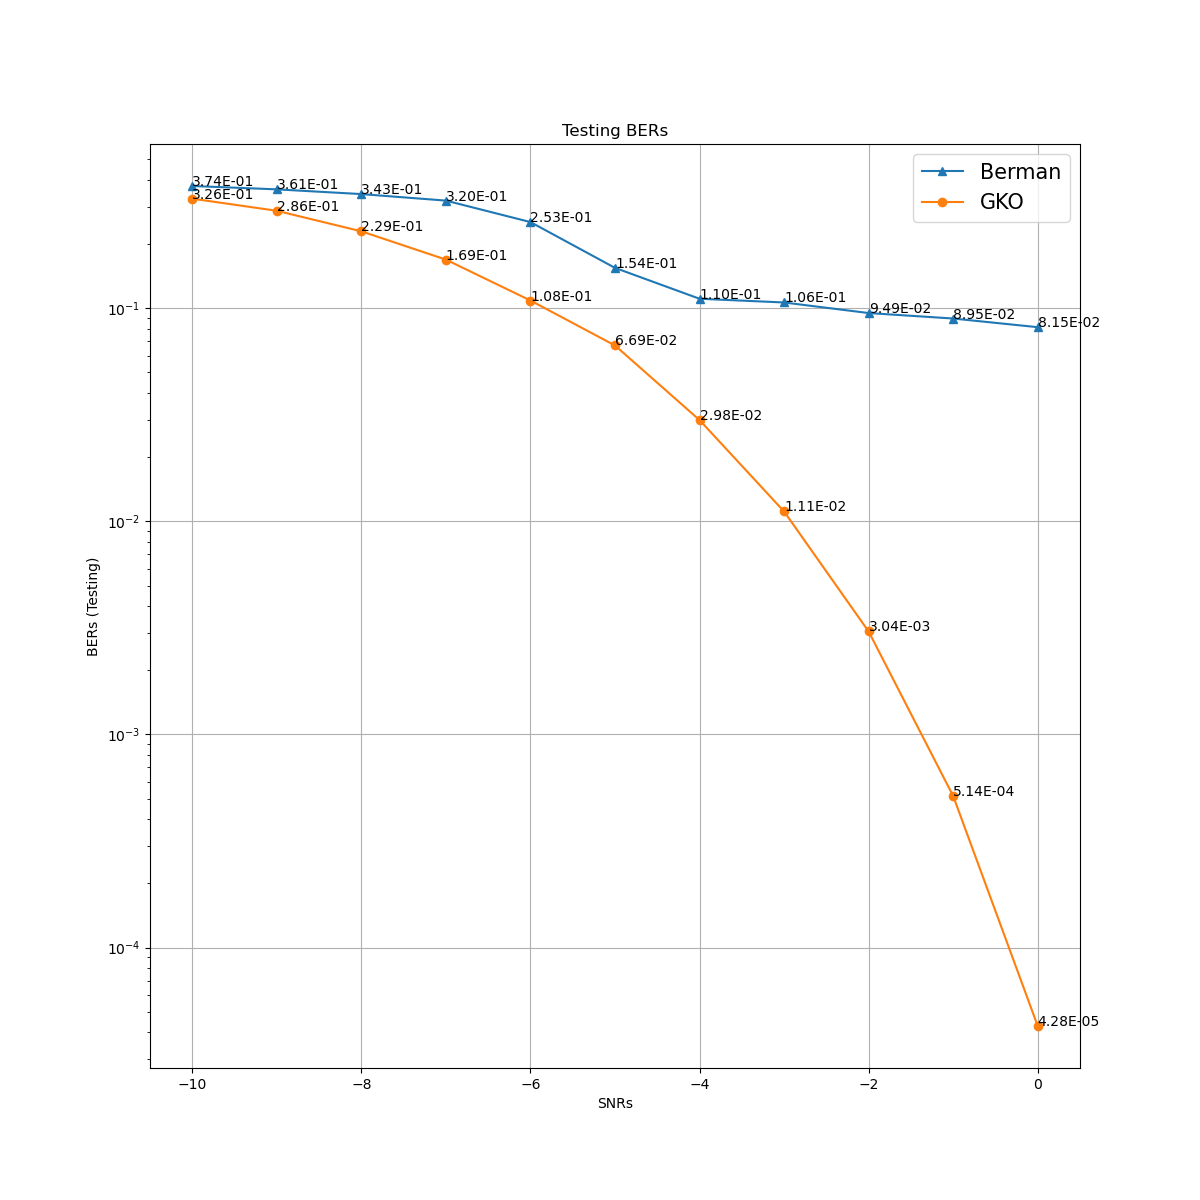 Testing BERs
Berman
GKO
3.74E-01
3.61E-01
3.43E-01
3.20E-01
2.53E-01
1.54E-01
1.10E-01
1.06E-01
9.49E-02
8.95E-02
8.15E-02
3.26E-01
2.86E-01
2.29E-01
1.69E-01
1.08E-01
6.69E-02
2.98E-02
1.11E-02
3.04E-03
5.14E-04
4.28E-05
10⁻¹
10⁻²
10⁻³
10⁻⁴
BERs (Testing)
−10 −8 −6 −4 −2 0
SNRs